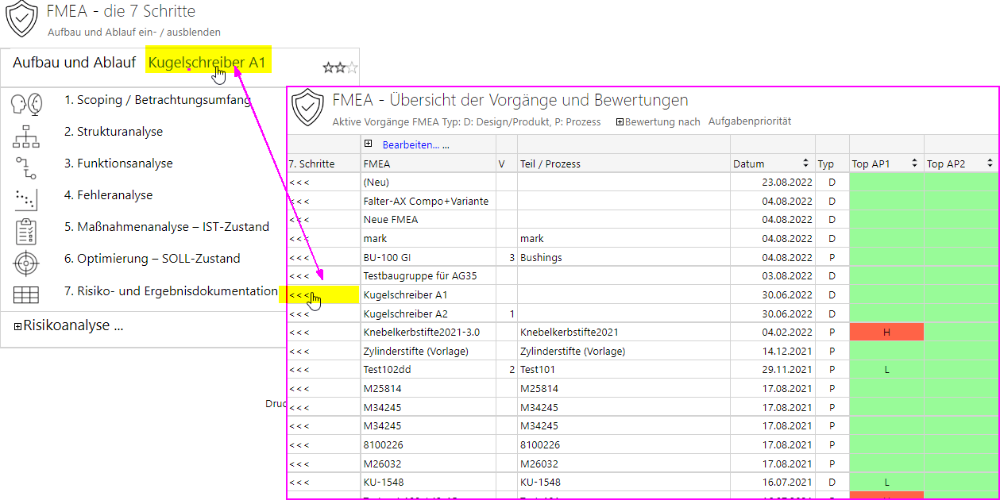 FMEA - die 7 Schritte
Aufbau und Ablauf ein- / ausblenden
Aufbau und Ablauf Kugelschreiber A1
1. Scoping / Betrachtungsumfang
2. Strukturanalyse
3. Funktionsanalyse
4. Fehleranalyse
5. Maßnahmenanalyse – IST-Zustand
6. Optimierung – SOLL-Zustand
7. Risiko- und Ergebnisdokumentation
Risikoanalyse ...
Druc
FMEA - Übersicht der Vorgänge und Bewertungen
Aktive Vorgänge FMEA Typ: D: Design/Produkt, P: Prozess Bewertung nach Aufgabenpriorität
Bearbeiten... ...
7. Schritte FMEA V Teil / Prozess Datum Typ Top AP1 Top AP2
<<< (Neu) 23.08.2022 D
<<< Falter-AX Compo+Variante 04.08.2022 D
<<< Neue FMEA 04.08.2022 D
<<< mark mark 04.08.2022 D
<<< BU-100 GI 3 Bushings 04.08.2022 P
<<< Testbaugruppe für AG35 03.08.2022 D
<<< Kugelschreiber A1 30.06.2022 D
<<< Kugelschreiber A2 1 30.06.2022 D
<<< Knebelkerbstifte2021-3.0 Knebelkerbstifte2021 04.02.2022 P H
<<< Zylinderstifte (Vorlage) Zylinderstifte (Vorlage) 14.12.2021 P
<<< Test102dd 2 Test101 29.11.2021 P L
<<< M25814 M25814 17.08.2021 P
<<< M34245 M34245 17.08.2021 P
<<< M34245 M34245 17.08.2021 P
<<< 8100226 8100226 17.08.2021 P
<<< M26032 M26032 17.08.2021 P
<<< KU-1548 KU-1548 16.07.2021 D L